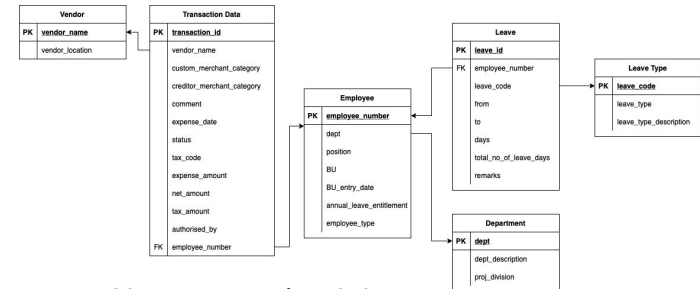 Vendor
PK vendor_name
vendor_location
Transaction Data
PK transaction_id
vendor_name
custom_merchant_category
creditor_merchant_category
comment
expense_date
status
tax_code
expense_amount
net_amount
tax_amount
authorised_by
FK employee_number
Employee
PK employee_number
dept
position
BU
BU_entry_date
annual_leave_entitlement
employee_type
Leave
PK leave_id
FK employee_number
leave_code
from
to
days
total_no_of_leave_days
remarks
Leave Type
PK leave_code
leave_type
leave_type_description
Department
PK dept
dept_description
proj_division